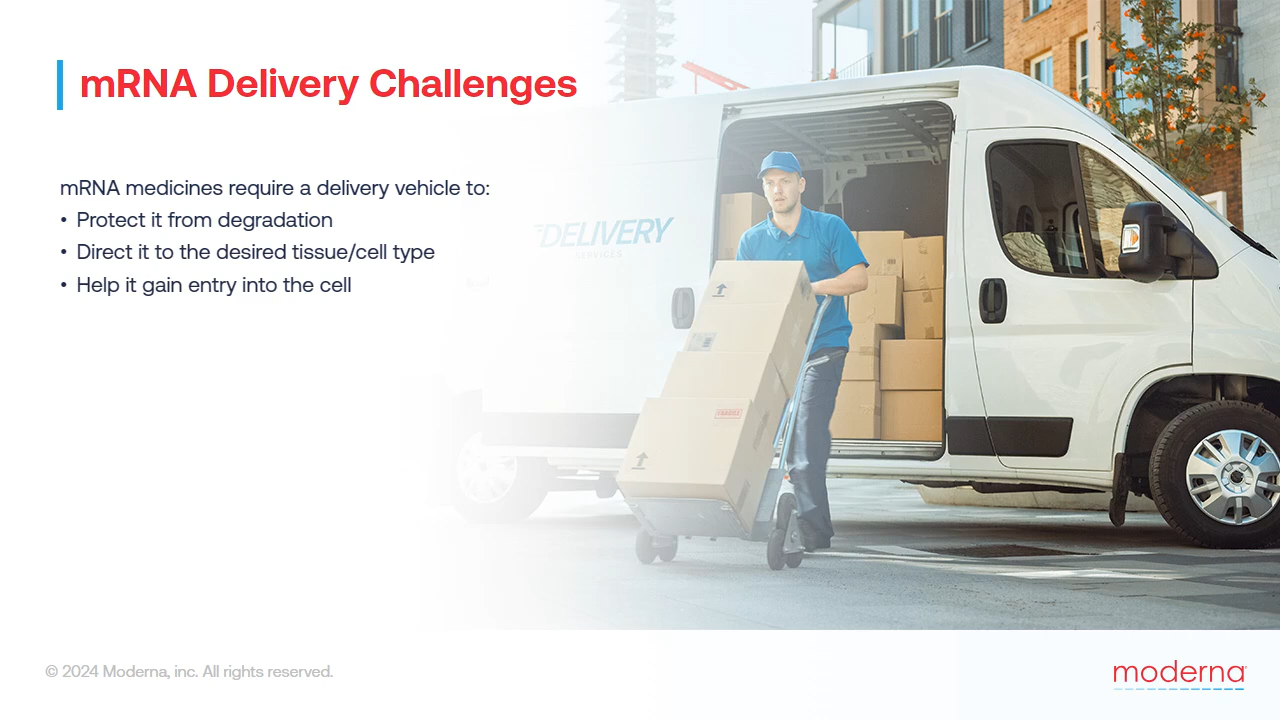 mRNA Delivery Challenges
mRNA medicines require a delivery vehicle to:
• Protect it from degradation
• Direct it to the desired tissue/cell type
• Help it gain entry into the cell
DELIVERY
SERVICES
© 2024 Moderna, inc. All rights reserved.
moderna